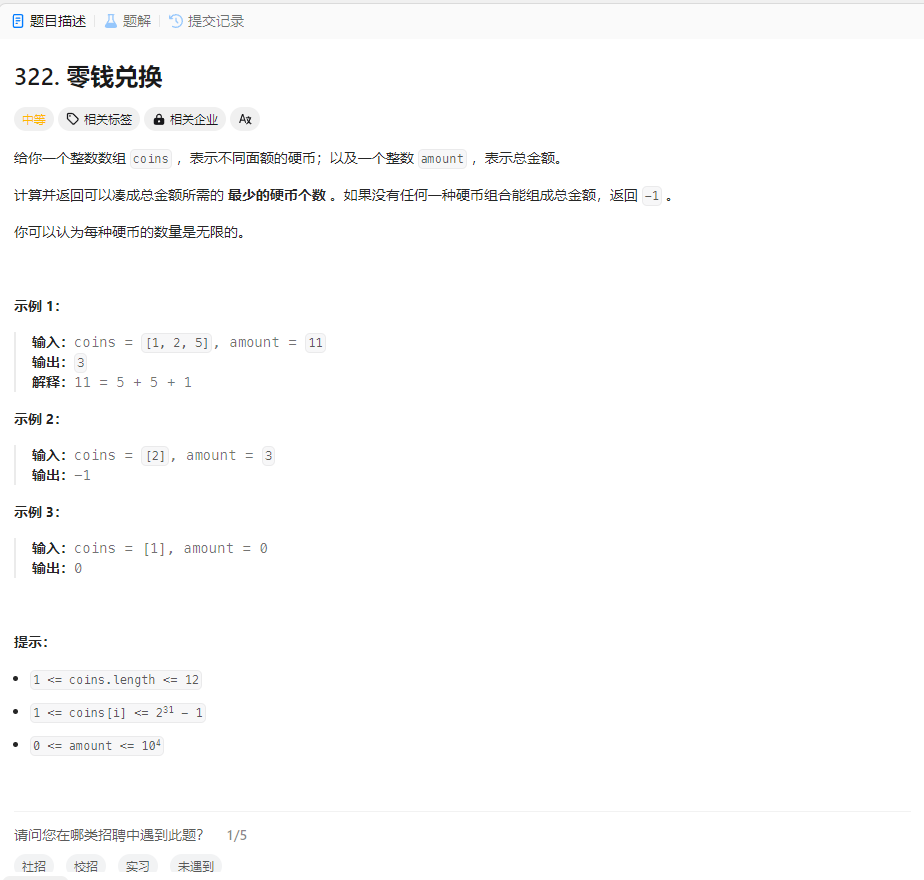 题目描述 题解 提交记录
322. 零钱兑换
中等 相关标签 相关企业 Aあ
给你一个整数数组 coins ，表示不同面额的硬币；以及一个整数 amount ，表示总金额。
计算并返回可以凑成总金额所需的 最少的硬币个数 。如果没有任何一种硬币组合能组成总金额，返回 -1 。
你可以认为每种硬币的数量是无限的。
示例 1：
输入：coins = [1, 2, 5], amount = 11
输出：3
解释：11 = 5 + 5 + 1
示例 2：
输入：coins = [2], amount = 3
输出：-1
示例 3：
输入：coins = [1], amount = 0
输出：0
提示：
1 <= coins.length <= 12
1 <= coins[i] <= 2³¹ - 1
0 <= amount <= 10⁴
请问您在哪类招聘中遇到此题？ 1/5
社招 校招 实习 未遇到